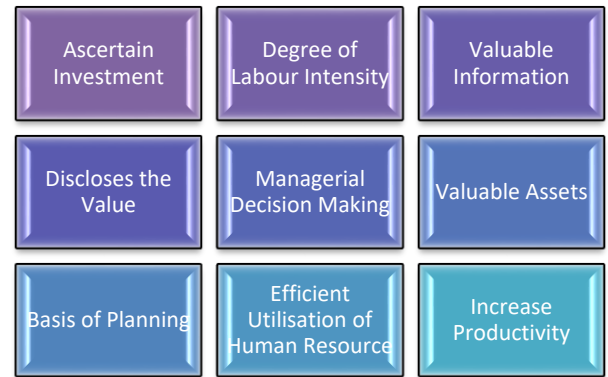 Ascertain
Investment
Degree of
Labour Intensity
Valuable
Information
Discloses the
Value
Managerial
Decision Making
Valuable Assets
Basis of Planning
Efficient
Utilisation of
Human Resource
Increase
Productivity